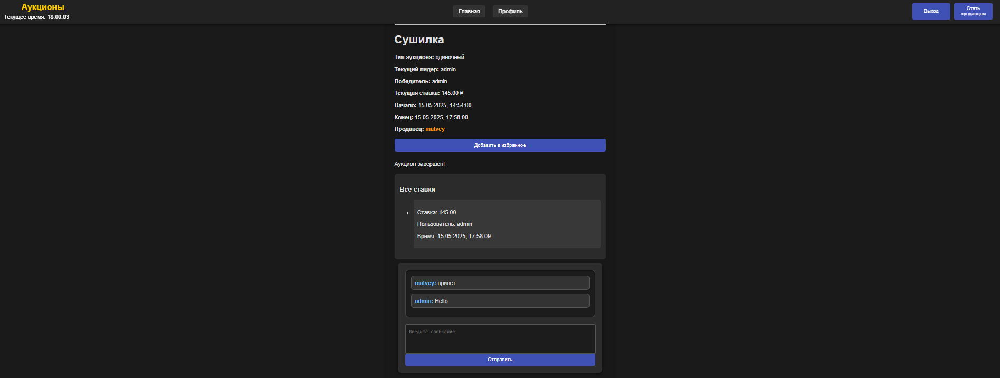 Аукционы
Текущее время: 18:00:03
Главная
Профиль
Выход
Стать
продавцом
Сушилка
Тип аукциона: одиночный
Текущий лидер: admin
Победитель: admin
Текущая ставка: 145.00 ₽
Начало: 15.05.2025, 14:54:00
Конец: 15.05.2025, 17:58:00
Продавец: matvey
Добавить в избранное
Аукцион завершен!
Все ставки
Ставка: 145.00
Пользователь: admin
Время: 15.05.2025, 17:58:09
matvey: привет
admin: Hello
Введите сообщение
Отправить